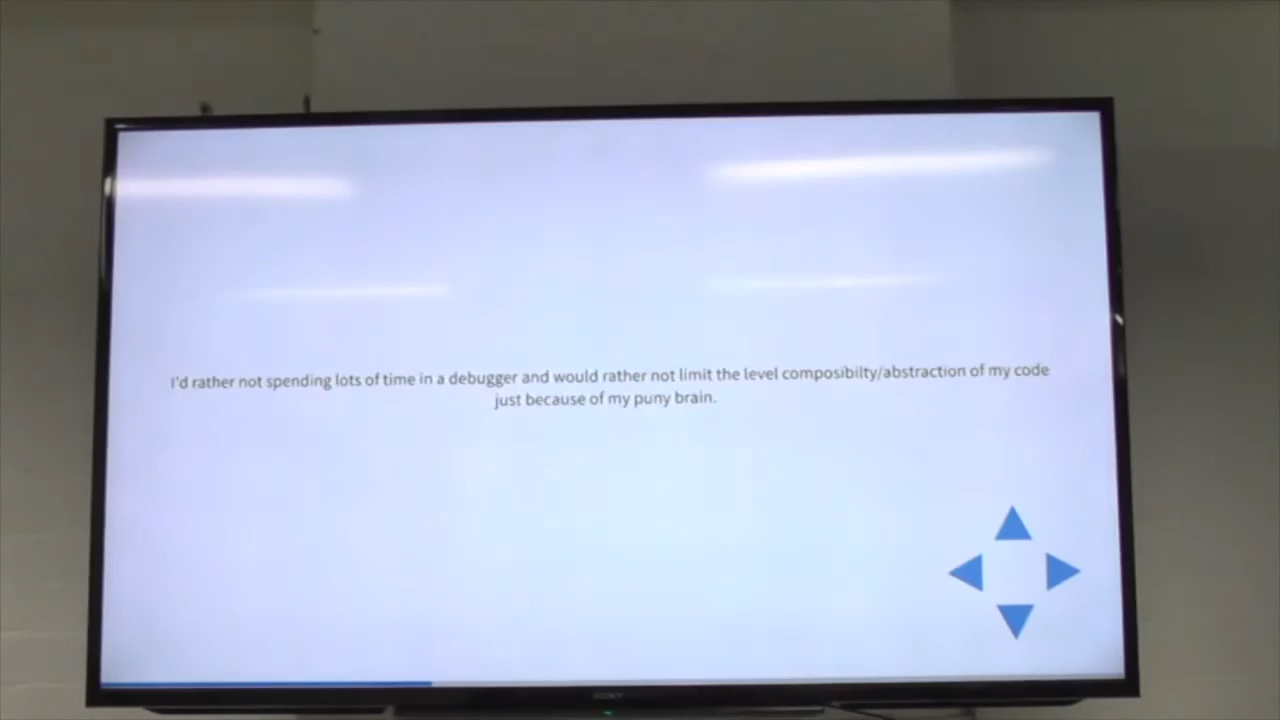 I'd rather not spending lots of time in a debugger and would rather not limit the level composibilty/abstraction of my code
just because of my puny brain.
SONY